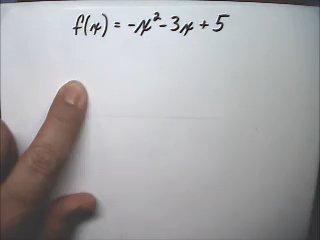 f(x) = -x² - 3x + 5